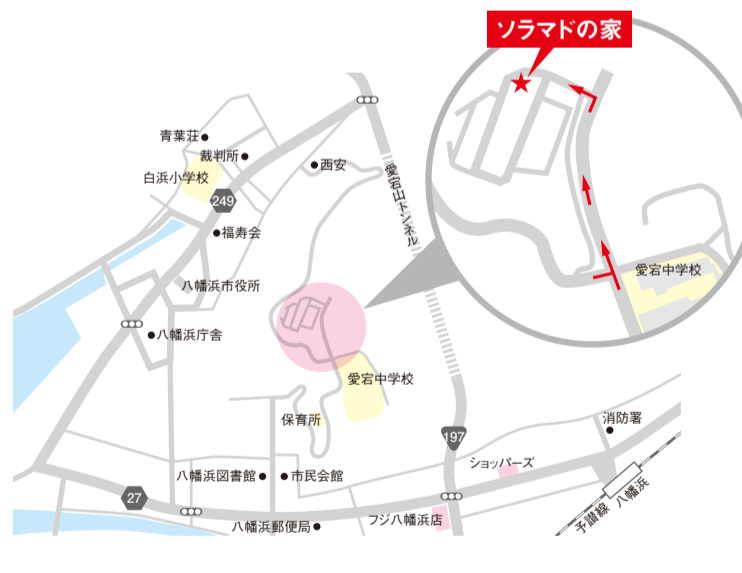 ソラマドの家
青葉荘
裁判所
西安
白浜小学校
愛宕山トンネル
249
福寿会
愛宕中学校
八幡浜市役所
八幡浜庁舎
愛宕中学校
保育所
消防署
197
ショッパーズ
八幡浜図書館
市民会館
27
八幡浜郵便局
フジ八幡浜店
予讃線
八幡浜